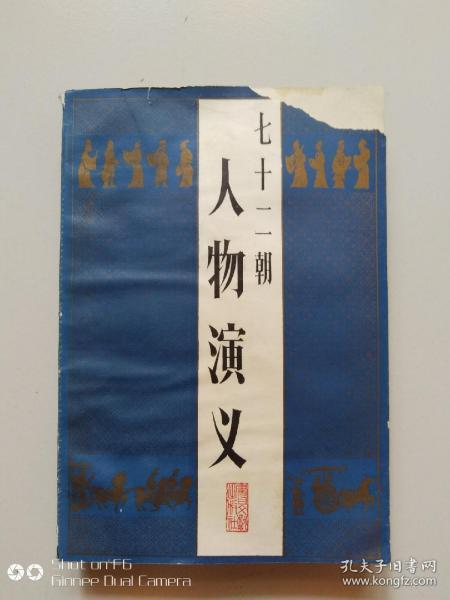 七十二朝
人物演义
Shot on F6
Gionee Dual Camera
孔夫子旧书网
www.kongfz.com